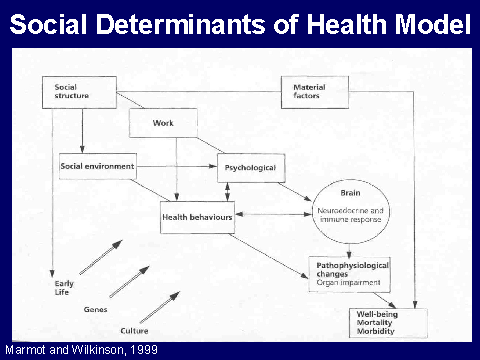 Social Determinants of Health Model
Social
structure
Material
factors
Work
Social environment
Psychological
Brain
Neuroedocrine and
immune response
Health behaviours
Pathophysiological
changes
Organ impairment
Early
Life
Genes
Culture
Well-being
Mortality
Morbidity
Marmot and Wilkinson, 1999